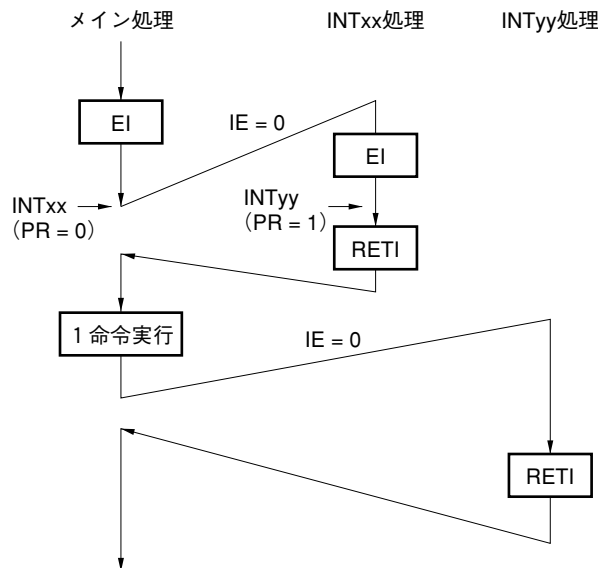 メイン処理 INTxx処理 INTyy処理
EI
IE = 0
EI
INTxx
（PR = 0）
INTyy
（PR = 1）
RETI
1 命令実行
IE = 0
RETI